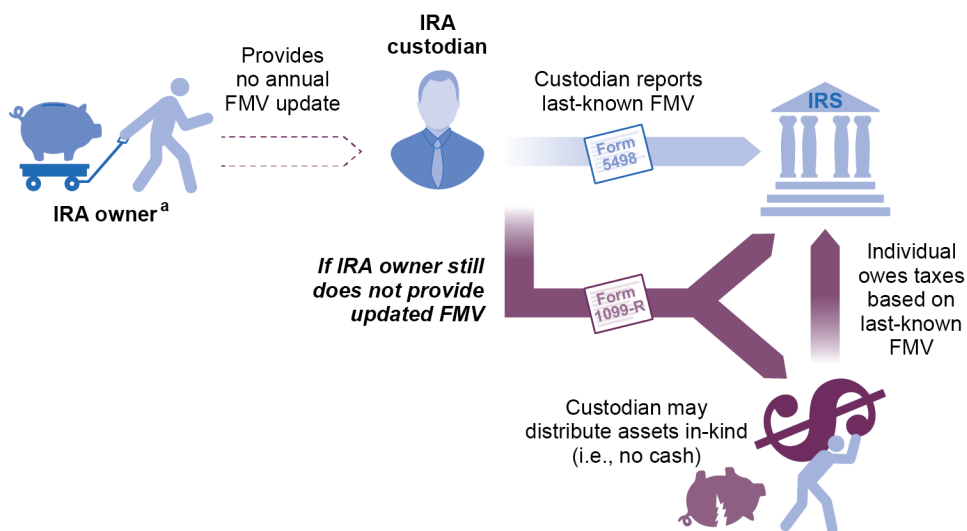 Provides
no annual
FMV update
IRA
custodian
Custodian reports
last-known FMV
IRS
Form
5498
IRA owner a
If IRA owner still
does not provide
updated FMV
Form
1099-R
Individual
owes taxes
based on
last-known
FMV
Custodian may
distribute assets in-kind
(i.e., no cash)
$